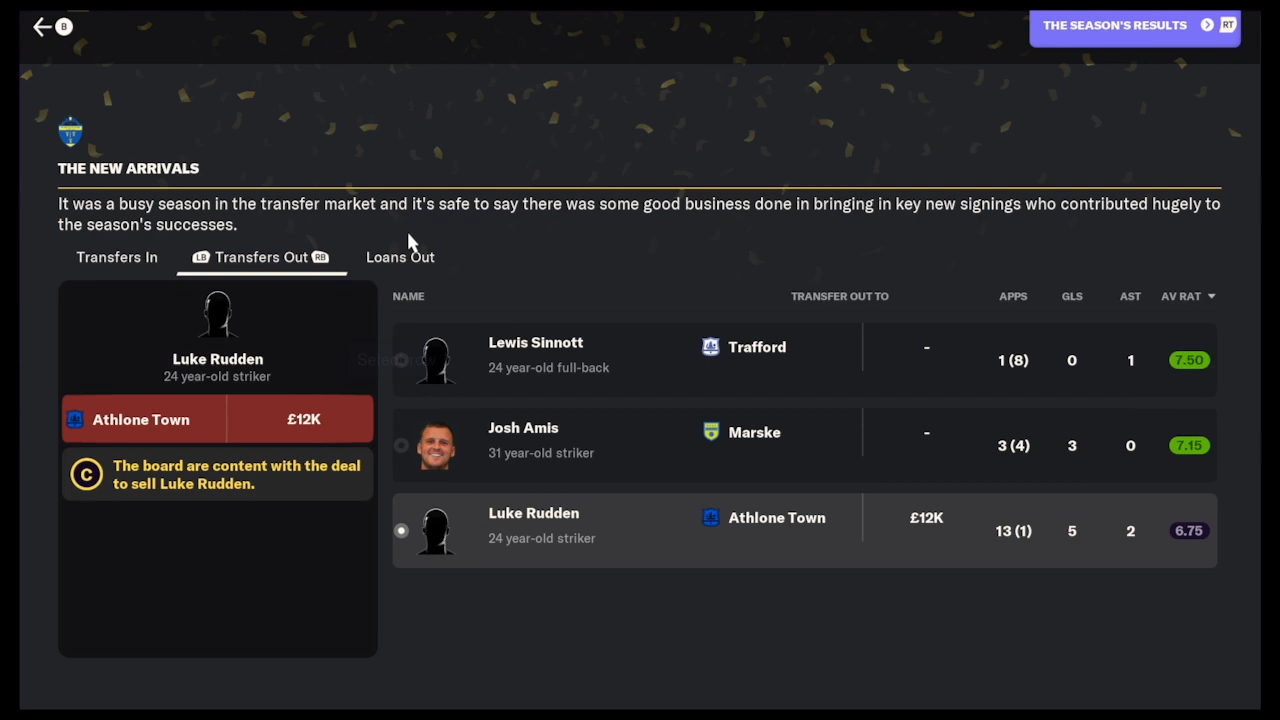 B
THE SEASON'S RESULTS RT
THE NEW ARRIVALS
It was a busy season in the transfer market and it's safe to say there was some good business done in bringing in key new signings who contributed hugely to
the season's successes.
Transfers In LB Transfers Out RB Loans Out
NAME TRANSFER OUT TO APPS GLS AST AV RAT
Luke Rudden
24 year-old striker
Athlone Town £12K
C The board are content with the deal
to sell Luke Rudden.
Lewis Sinnott Trafford - 1 (8) 0 1 7.50
24 year-old full-back
Josh Amis Marske - 3 (4) 3 0 7.15
31 year-old striker
Luke Rudden Athlone Town £12K 13 (1) 5 2 6.75
24 year-old striker